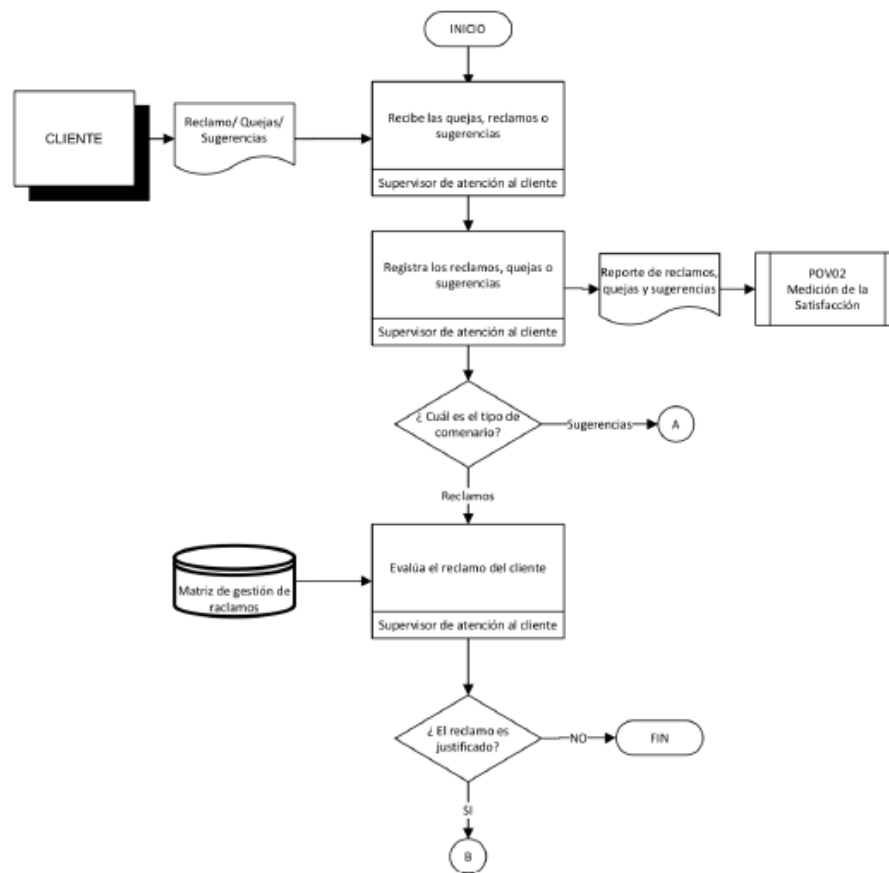 INICIO
CLIENTE
Reclamo/ Quejas/
Sugerencias
Recibe las quejas, reclamos o
sugerencias
Supervisor de atención al cliente
Registra los reclamos, quejas o
sugerencias
Supervisor de atención al cliente
Reporte de reclamos,
quejas y sugerencias
POV02
Medición de la
Satisfacción
¿ Cuál es el tipo de
comenario?
Sugerencias
A
Reclamos
Evalúa el reclamo del cliente
Supervisor de atención al cliente
Matriz de gestión de
raclamos
¿ El reclamo es
justificado?
NO
FIN
SI
B